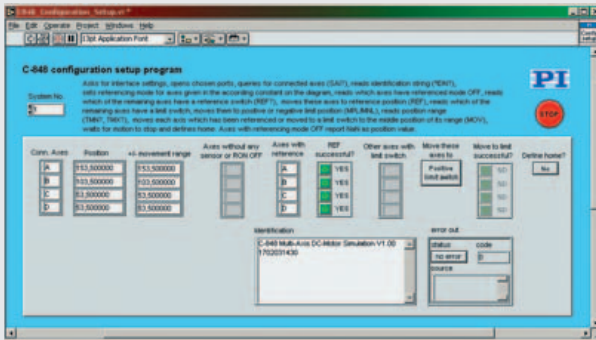 C-848 Configuration_Setup.vi *
File Edit Operate Project Windows Help
13pt Application Font
C-848 configuration setup program
Asks for interface settings, opens chosen ports, queries for connected axes (SAI?), reads identification string (*IDN?),
sets referencing mode for axes given in the according constant on the diagram, reads which axes have referenced mode OFF, reads
which of the remaining axes have a reference switch (REF?), moves these axes to reference position (REF), reads which of the
remaining axes have a limit switch, moves them to positive or negative limit position (MPL/MNL), reads position range
(TMN?, TMX?), moves each axis which has been referenced or moved to a limit switch to the middle position of its range (MOV),
waits for motion to stop and defines home. Axes with referencing mode OFF report NaN as position value.
PI
System No.
STOP
Conn. Axes
Position
+/- movement range
Axes without any sensor or RON OFF
Axes with reference
REF successful?
Other axes with limit switch
Move these axes to
Move to limit successful?
Define home?
A 153,500000 153,500000 A YES
B 103,500000 103,500000 B YES
C 53,500000 53,500000 C YES
D 53,500000 53,500000 D YES
Positive limit switch
NO
NO
NO
NO
No
Identification
C-848 Multi-Axis DC-Motor Simulation V1.00
1702031430
error out
status code
no error 0
source